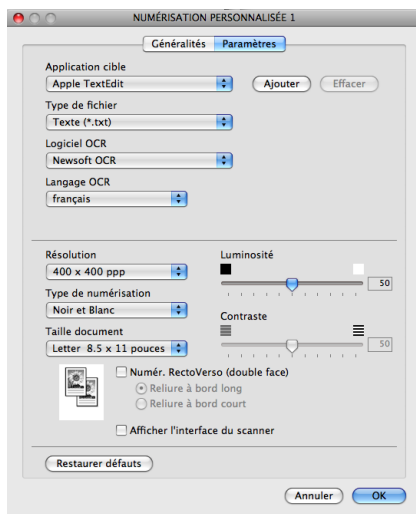 NUMÉRISATION PERSONNALISÉE 1
Généralités Paramètres
Application cible
Apple TextEdit Ajouter Effacer
Type de fichier
Texte (*.txt)
Logiciel OCR
Newsoft OCR
Langage OCR
français
Résolution Luminosité
400 x 400 ppp 50
Type de numérisation
Noir et Blanc Contraste
Taille document
Letter 8.5 x 11 pouces 50
Numér. RectoVerso (double face)
Reliure à bord long
Reliure à bord court
Afficher l'interface du scanner
Restaurer défauts
Annuler OK